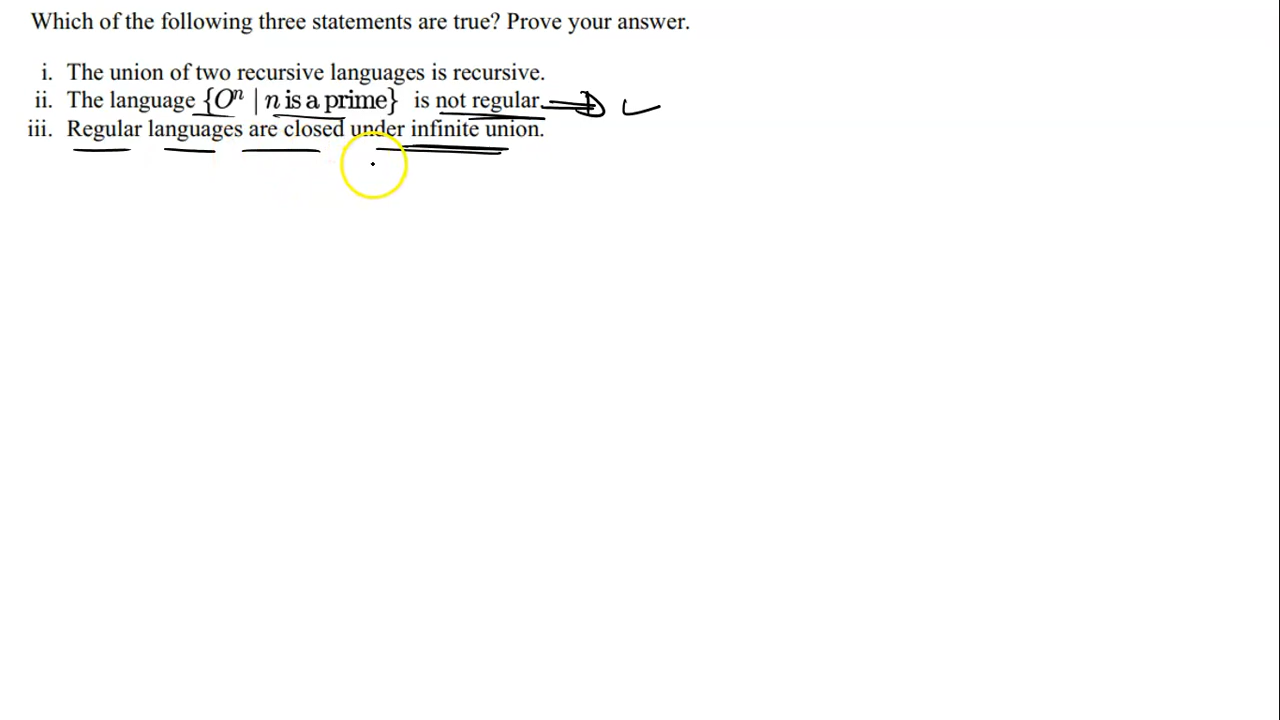 Which of the following three statements are true? Prove your answer.
i. The union of two recursive languages is recursive.
ii. The language {Oⁿ | n is a prime} is not regular.
iii. Regular languages are closed under infinite union.